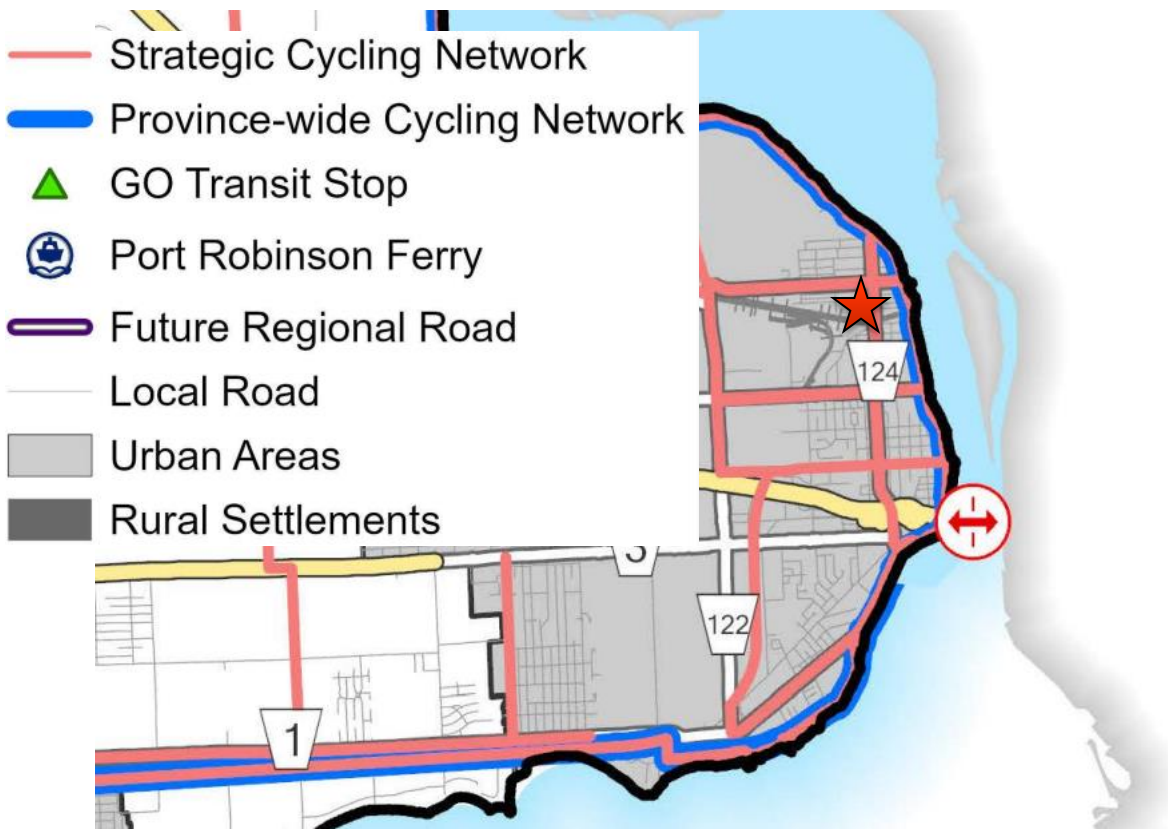 Strategic Cycling Network
Province-wide Cycling Network
GO Transit Stop
Port Robinson Ferry
Future Regional Road
Local Road
Urban Areas
Rural Settlements
124
3
122
1